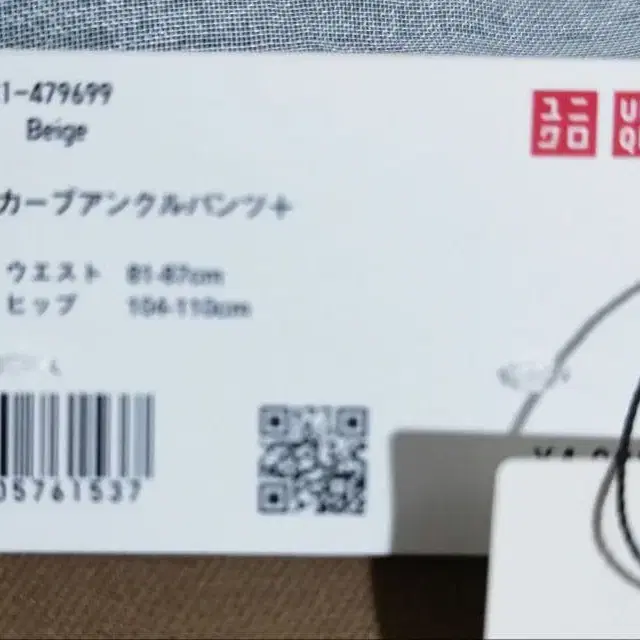 1-479699
Beige
ユニクロ
U
Q
カーブアンクルパンツ+
ウエスト 81-87cm
ヒップ 104-110cm
05761537